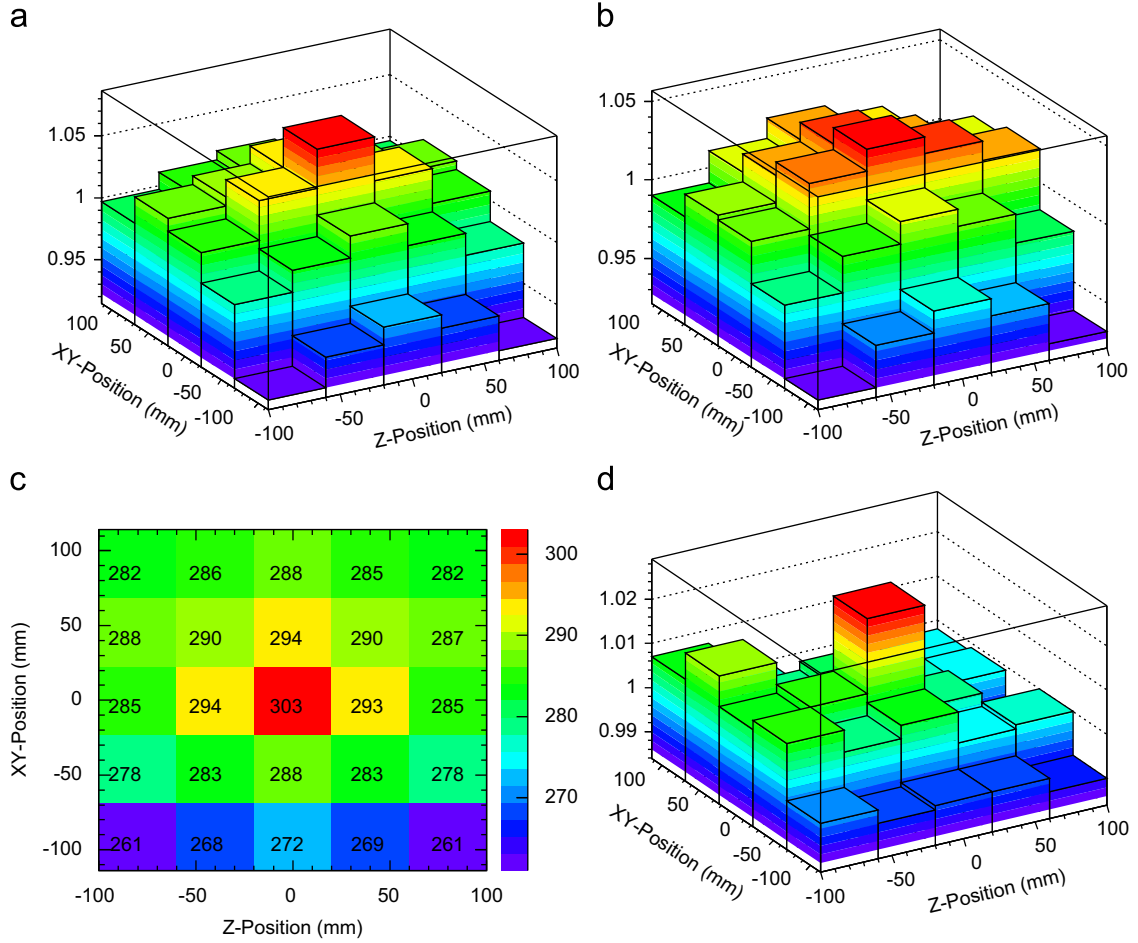 a
1.05
1
0.95
100
50
0
-50
-100
XY-Position (mm)
-100
-50
0
50
100
Z-Position (mm)
b
1.05
1
0.95
100
50
0
-50
-100
XY-Position (mm)
-100
-50
0
50
100
Z-Position (mm)
c
100
50
0
-50
-100
XY-Position (mm)
282 286 288 285 282
288 290 294 290 287
285 294 303 293 285
278 283 288 283 278
261 268 272 269 261
-100 -50 0 50 100
Z-Position (mm)
300
290
280
270
d
1.02
1.01
1
0.99
100
50
0
-50
-100
XY-Position (mm)
-100
-50
0
50
100
Z-Position (mm)